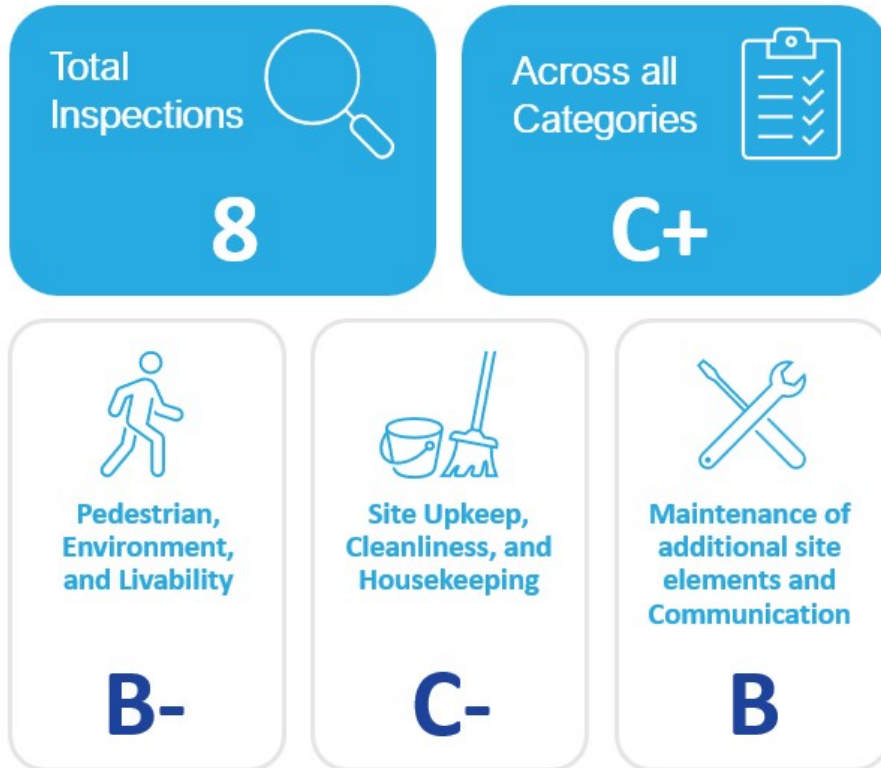 Total
Inspections
8
Across all
Categories
C+
Pedestrian,
Environment,
and Livability
B-
Site Upkeep,
Cleanliness, and
Housekeeping
C-
Maintenance of
additional site
elements and
Communication
B